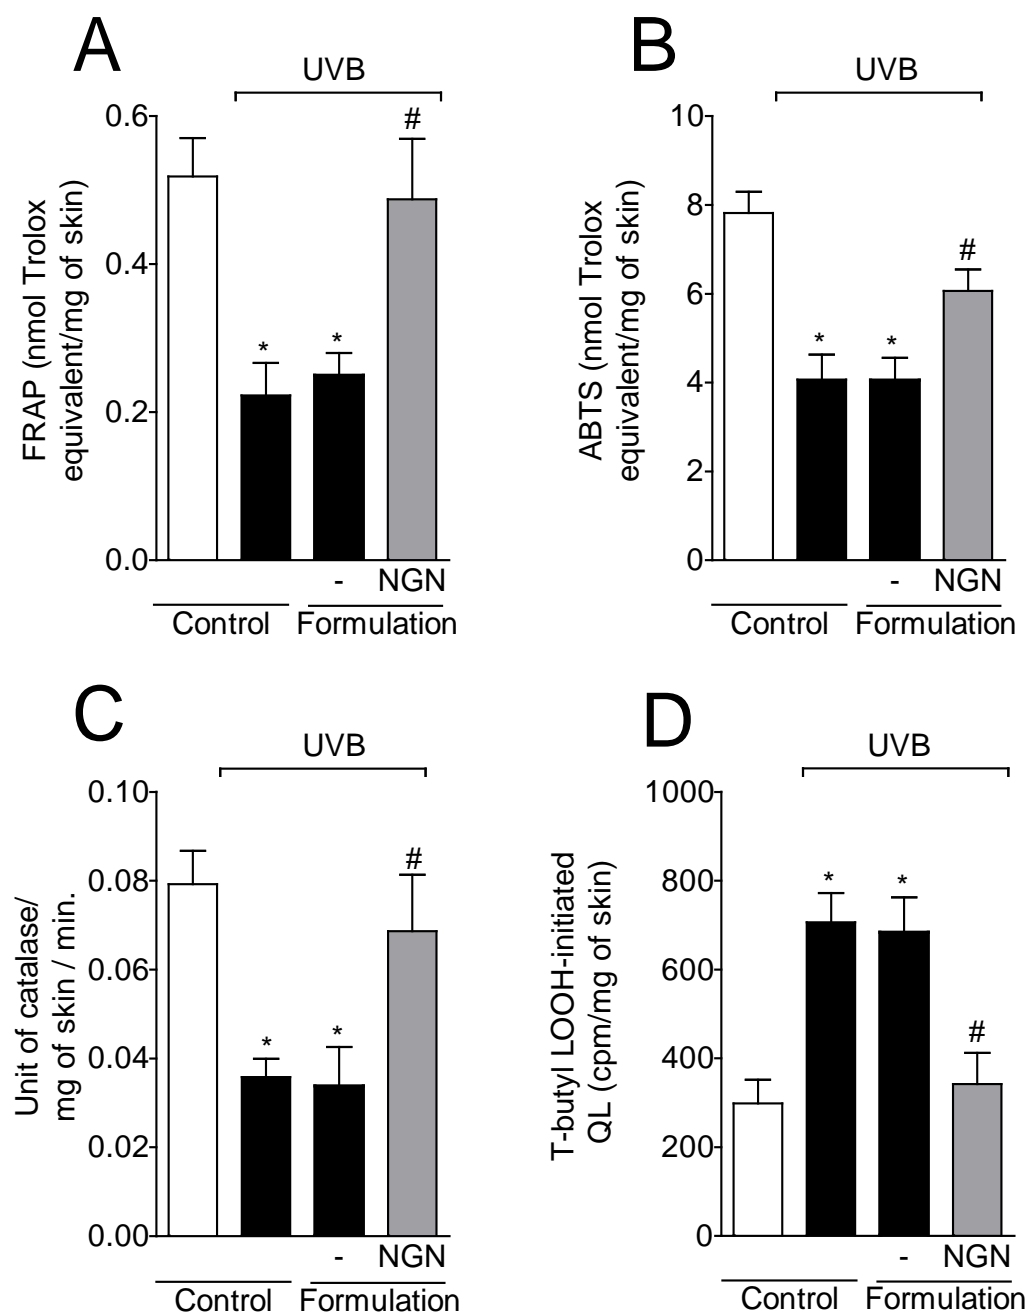 A
UVB
FRAP (nmol Trolox
equivalent/mg of skin)
0.6
0.4
0.2
0.0
*
*
#
- NGN
Control Formulation
B
UVB
ABTS (nmol Trolox
equivalent/mg of skin)
10
8
6
4
2
0
*
*
#
- NGN
Control Formulation
C
UVB
Unit of catalase/
mg of skin / min.
0.10
0.08
0.06
0.04
0.02
0.00
*
*
#
- NGN
Control Formulation
D
UVB
T-butyl LOOH-initiated
QL (cpm/mg of skin)
1000
800
600
400
200
0
*
*
#
- NGN
Control Formulation